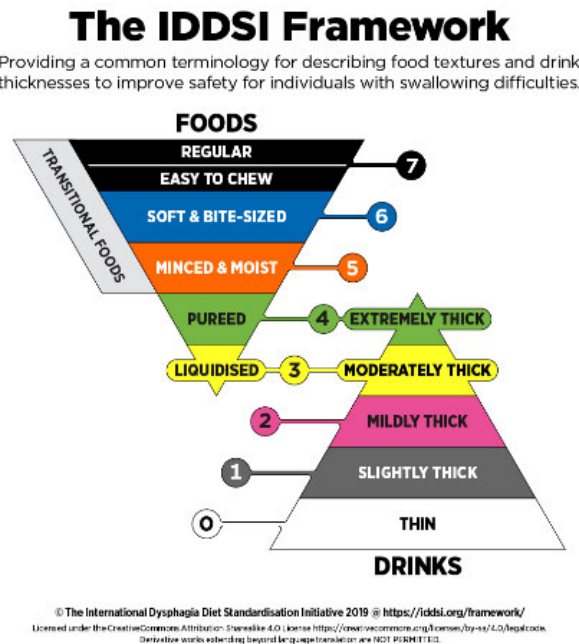 The IDDSI Framework
Providing a common terminology for describing food textures and drink
thicknesses to improve safety for individuals with swallowing difficulties.
FOODS
TRANSITIONAL FOODS
REGULAR
7
EASY TO CHEW
SOFT & BITE-SIZED
6
MINCED & MOIST
5
PUREED
4
EXTREMELY THICK
LIQUIDISED
3
MODERATELY THICK
2
MILDLY THICK
1
SLIGHTLY THICK
0
THIN
DRINKS
© The International Dysphagia Diet Standardisation Initiative 2019 @ https://iddsi.org/framework/
Licensed under the CreativeCommons Attribution Sharealike 4.0 License https://creativecommons.org/licenses/by-sa/4.0/legalcode.
Derivative works extending beyond language translation are NOT PERMITTED.